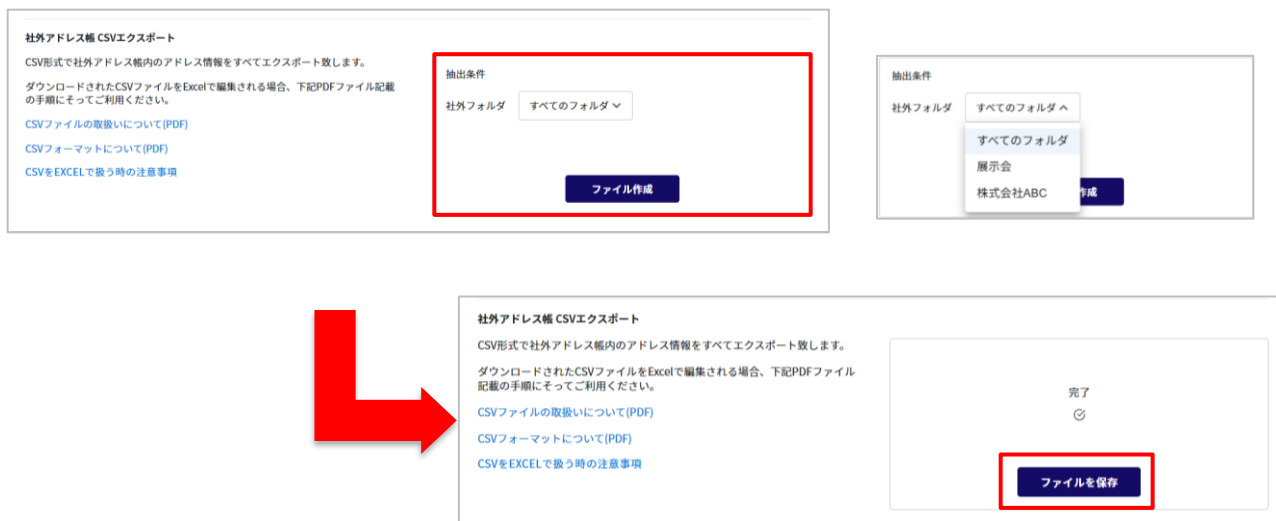 社外アドレス帳 CSVエクスポート
CSV形式で社外アドレス帳内のアドレス情報をすべてエクスポート致します。
ダウンロードされたCSVファイルをExcelで編集される場合、下記PDFファイル記載
の手順にそってご利用ください。
CSVファイルの取扱いについて(PDF)
CSVフォーマットについて(PDF)
CSVをEXCELで扱う時の注意事項
抽出条件
社外フォルダ すべてのフォルダ
ファイル作成
抽出条件
社外フォルダ すべてのフォルダ
すべてのフォルダ
展示会
株式会社ABC
作成
社外アドレス帳 CSVエクスポート
CSV形式で社外アドレス帳内のアドレス情報をすべてエクスポート致します。
ダウンロードされたCSVファイルをExcelで編集される場合、下記PDFファイル
記載の手順にそってご利用ください。
CSVファイルの取扱いについて(PDF)
CSVフォーマットについて(PDF)
CSVをEXCELで扱う時の注意事項
完了
ファイルを保存